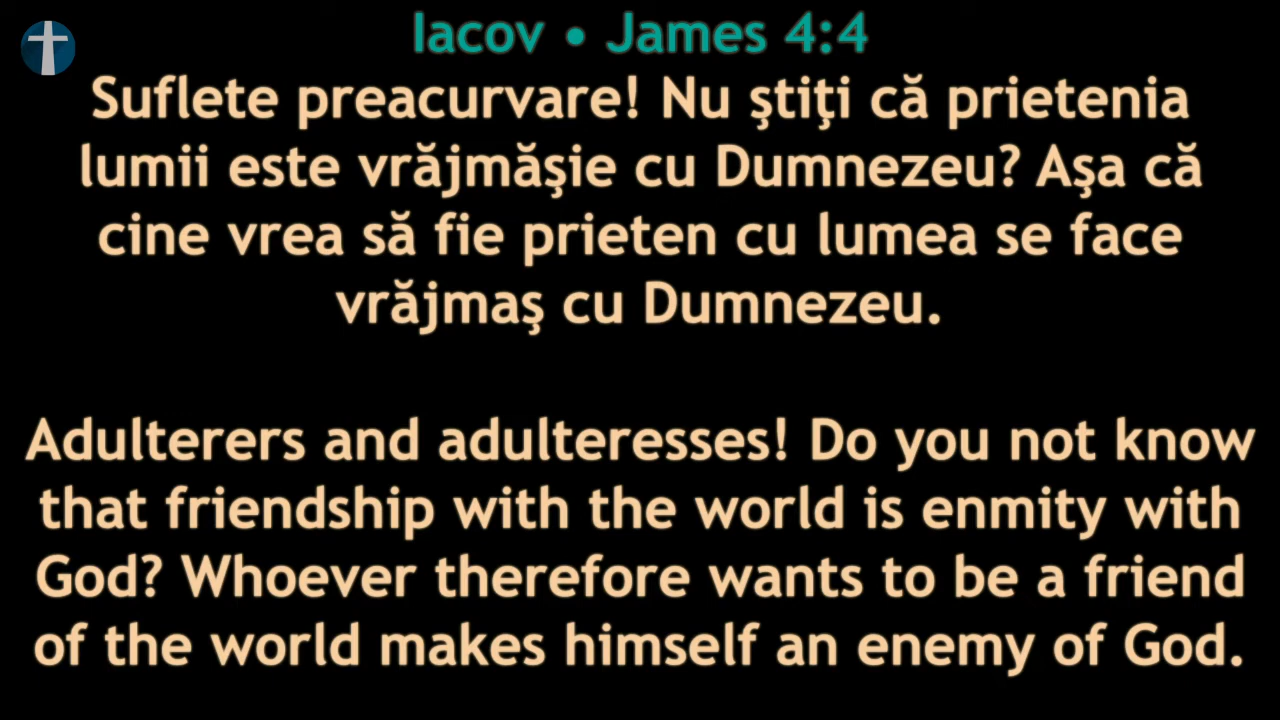 Iacov • James 4:4
Suflete preacurvare! Nu ştiţi că prietenia
lumii este vrăjmăşie cu Dumnezeu? Aşa că
cine vrea să fie prieten cu lumea se face
vrăjmaş cu Dumnezeu.
Adulterers and adulteresses! Do you not know
that friendship with the world is enmity with
God? Whoever therefore wants to be a friend
of the world makes himself an enemy of God.